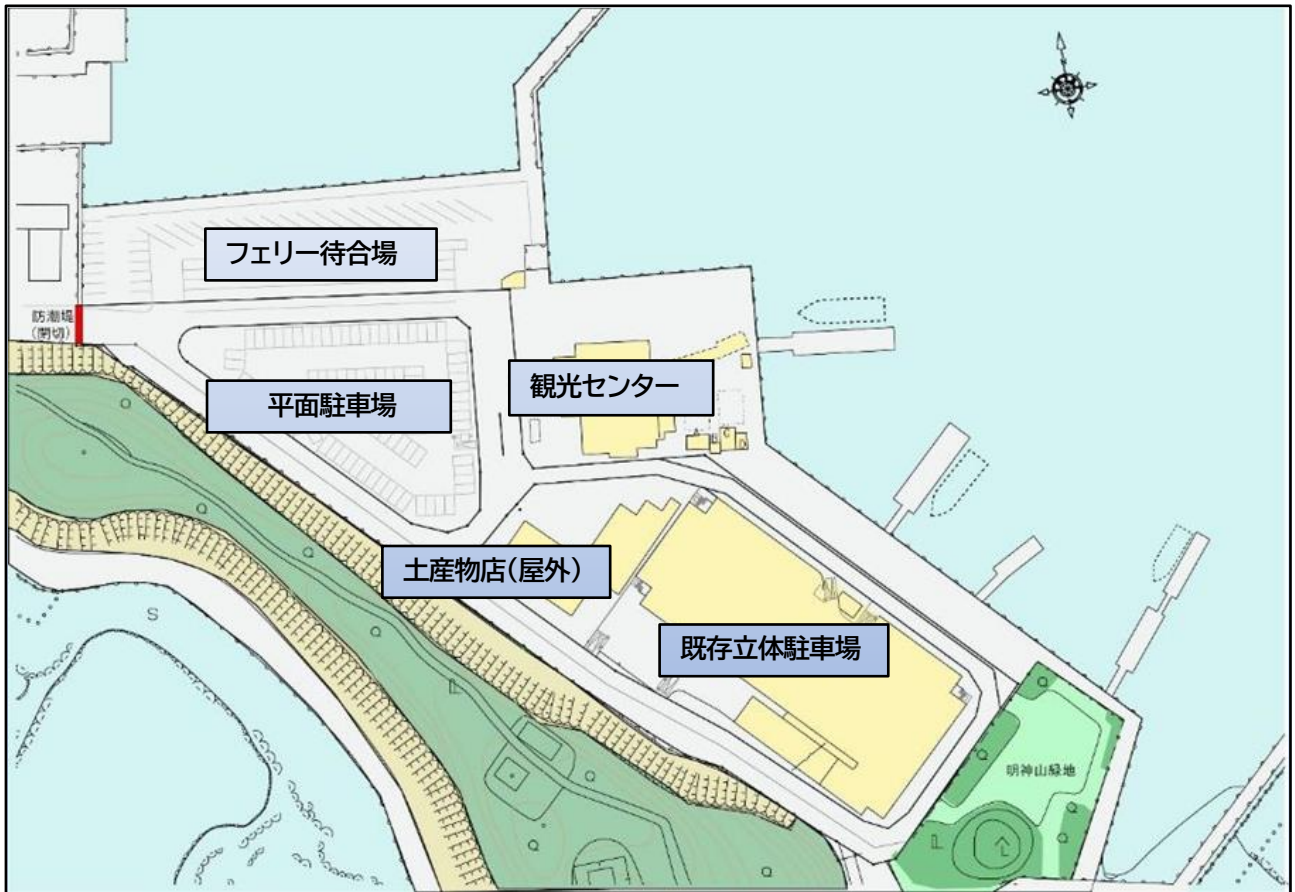 フェリー待合場
防潮堤
(閉切)
平面駐車場
観光センター
土産物店(屋外)
既存立体駐車場
S
明神山緑地